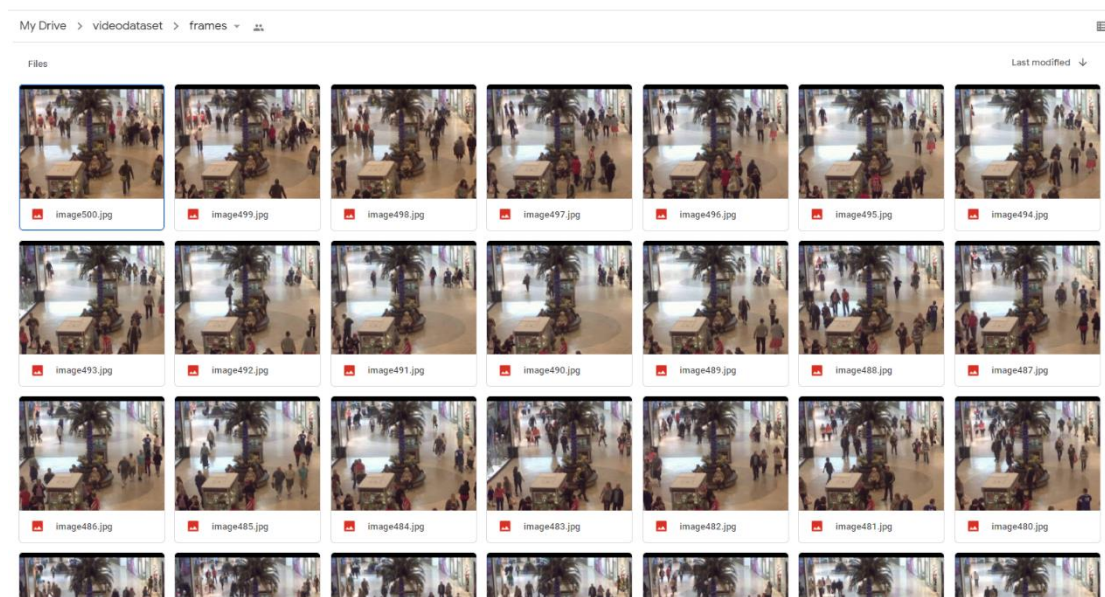 My Drive > videodataset > frames
Files
Last modified
image500.jpg
image499.jpg
image498.jpg
image497.jpg
image496.jpg
image495.jpg
image494.jpg
image493.jpg
image492.jpg
image491.jpg
image490.jpg
image489.jpg
image488.jpg
image487.jpg
image486.jpg
image485.jpg
image484.jpg
image483.jpg
image482.jpg
image481.jpg
image480.jpg